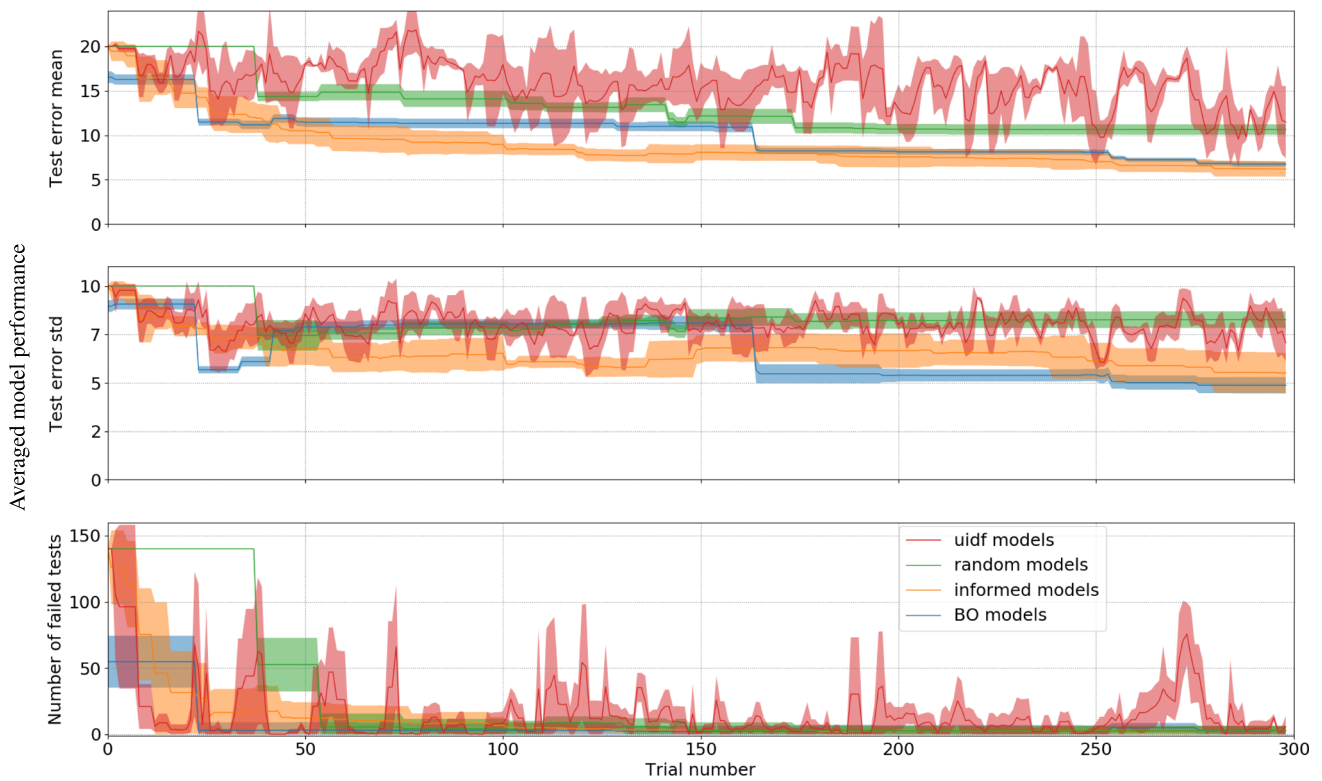 Averaged model performance
Test error mean
20
15
10
5
0
Test error std
10
7
5
2
0
Number of failed tests
150
100
50
0
uidf models
random models
informed models
BO models
0 50 100 150 200 250 300
Trial number